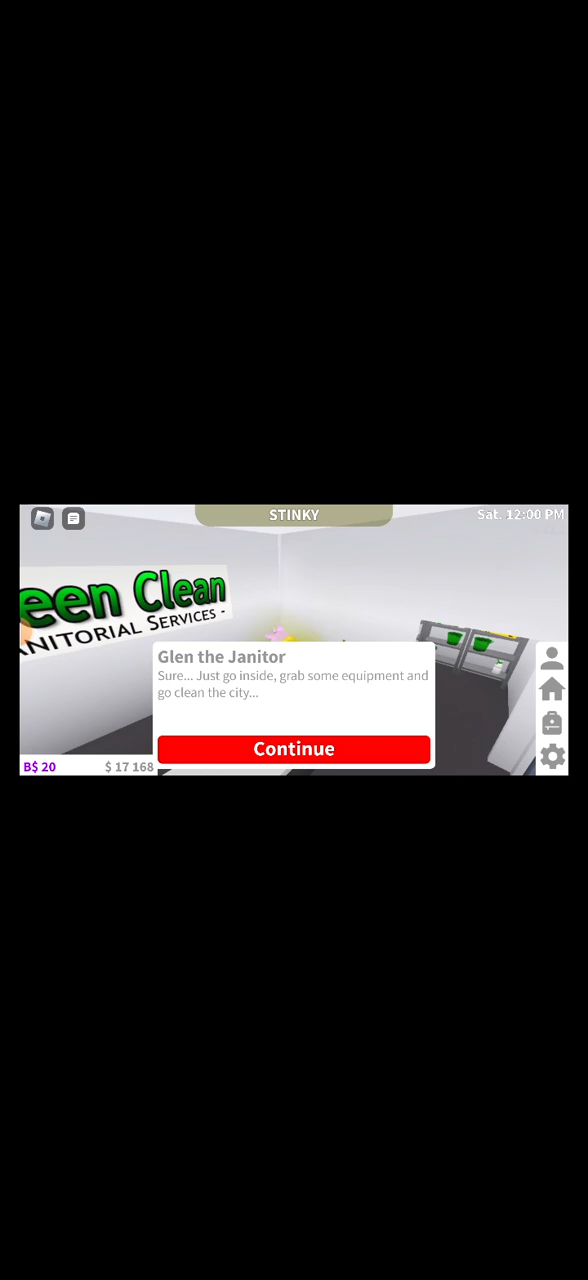 STINKY
Sat. 12:00 PM
een Clean
ANITORIAL SERVICES -
Glen the Janitor
Sure... Just go inside, grab some equipment and
go clean the city...
Continue
B$ 20
$ 17 168